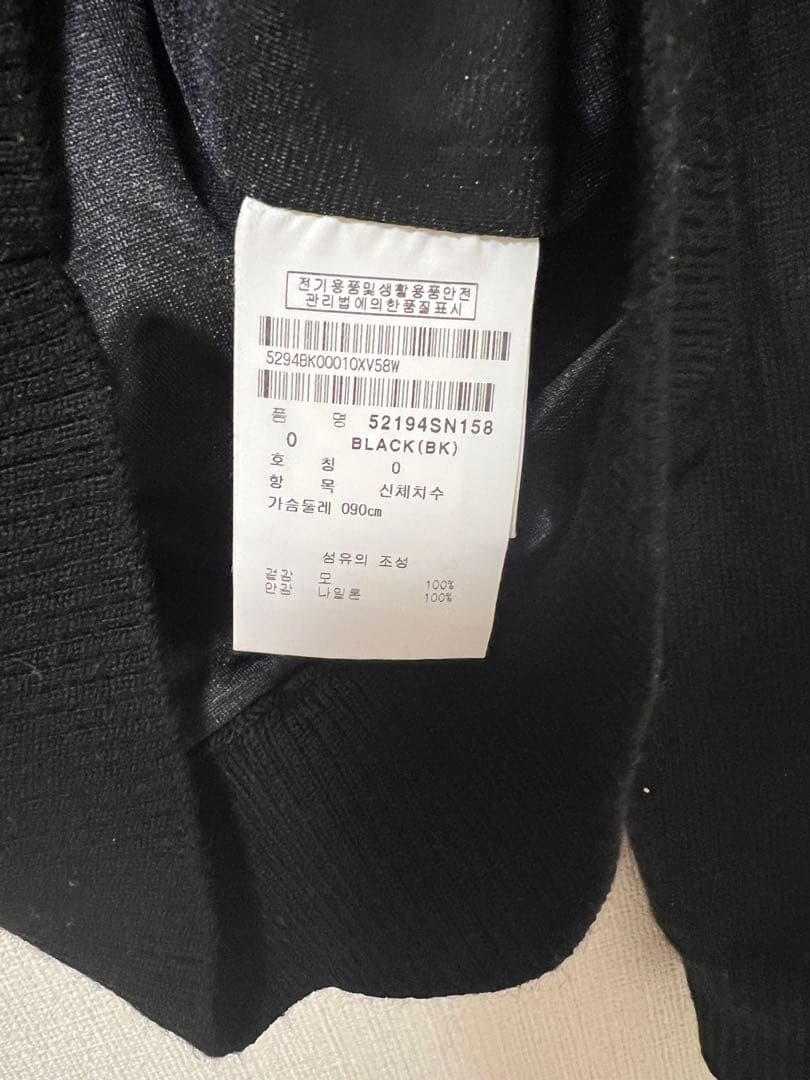 전기용품및생활용품안전
관리법에의한품질표시
5294BK00010XV58W
품 명 52194SN158
0 BLACK(BK)
호 칭 0
항 목 신체치수
가슴둘레 090cm
섬유의 조성
겉감 모 100%
안감 나일론 100%